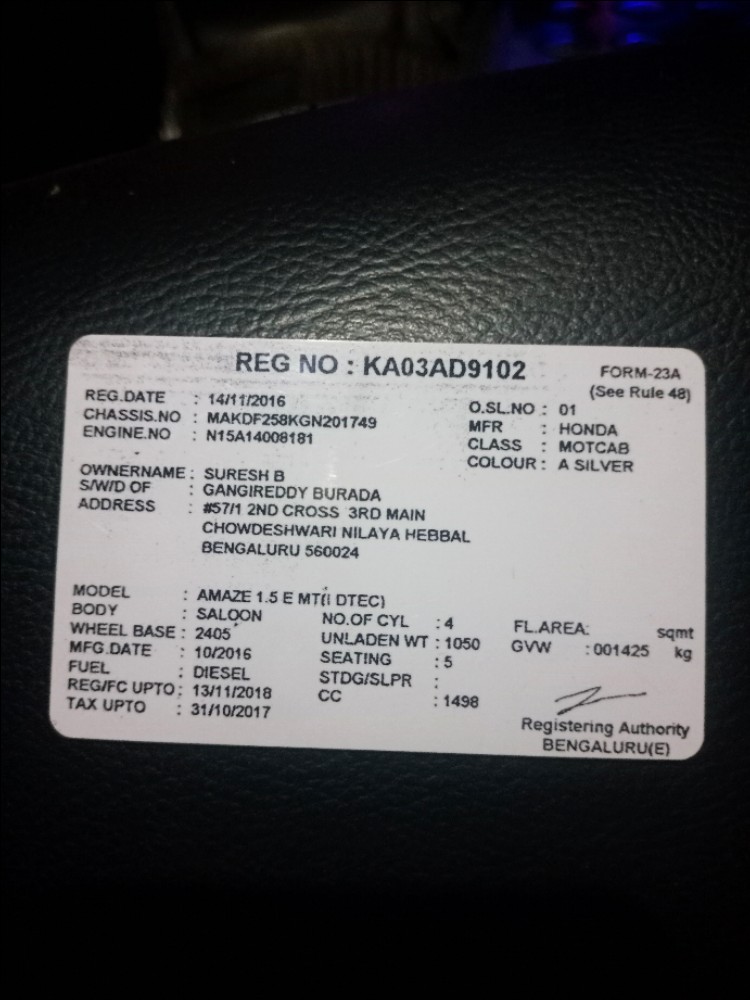 REG NO : KA03AD9102
FORM-23A
(See Rule 48)
REG.DATE : 14/11/2016
O.SL.NO : 01
CHASSIS.NO : MAKDF258KGN201749
MFR : HONDA
ENGINE.NO : N15A14008181
CLASS : MOTCAB
COLOUR : A SILVER
OWNERNAME : SURESH B
S/W/D OF : GANGIREDDY BURADA
ADDRESS : #57/1 2ND CROSS 3RD MAIN
CHOWDESHWARI NILAYA HEBBAL
BENGALURU 560024
MODEL : AMAZE 1.5 E MT(I DTEC)
BODY : SALOON
NO.OF CYL : 4
FL.AREA: sqmt
WHEEL BASE : 2405
UNLADEN WT : 1050
GVW : 001425 kg
MFG.DATE : 10/2016
SEATING : 5
FUEL : DIESEL
STDG/SLPR :
REG/FC UPTO : 13/11/2018
CC : 1498
TAX UPTO : 31/10/2017
Registering Authority
BENGALURU(E)